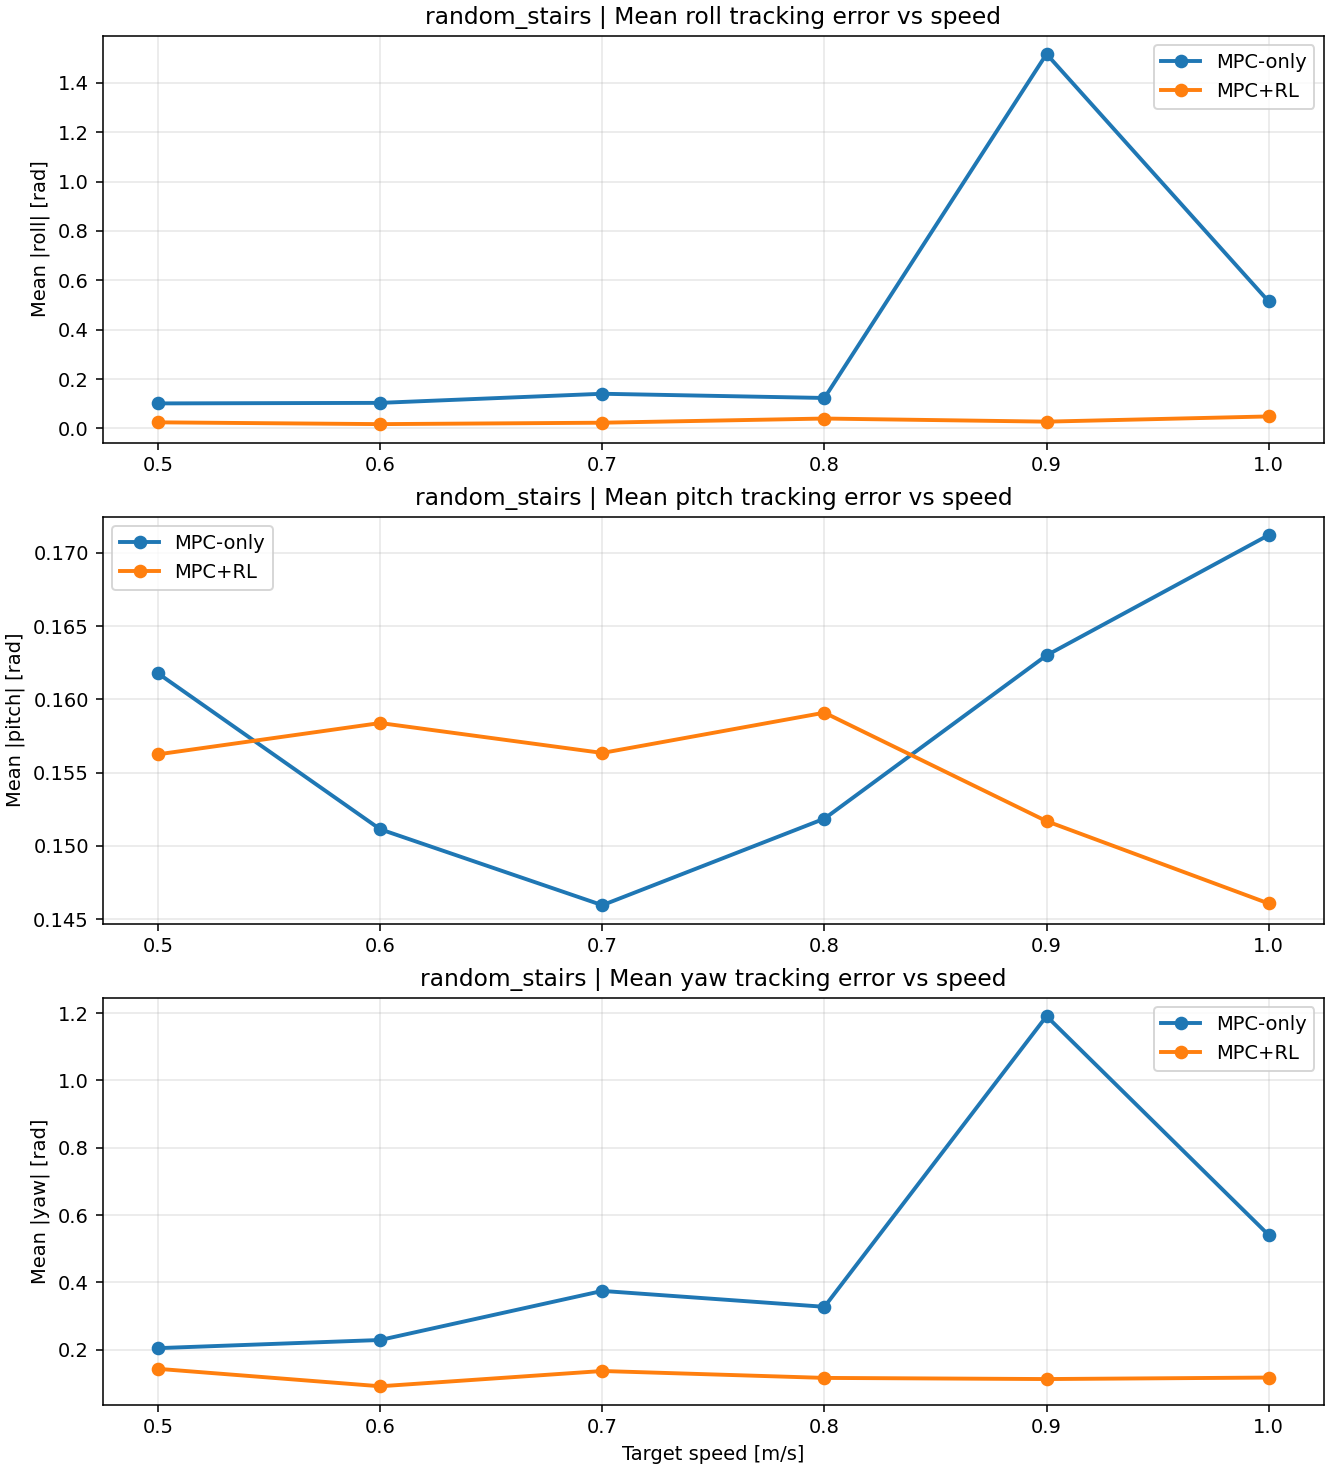 random_stairs | Mean roll tracking error vs speed
MPC-only
MPC+RL
Mean |roll| [rad]
1.4
1.2
1.0
0.8
0.6
0.4
0.2
0.0
0.5 0.6 0.7 0.8 0.9 1.0
random_stairs | Mean pitch tracking error vs speed
MPC-only
MPC+RL
Mean |pitch| [rad]
0.170
0.165
0.160
0.155
0.150
0.145
0.5 0.6 0.7 0.8 0.9 1.0
random_stairs | Mean yaw tracking error vs speed
MPC-only
MPC+RL
Mean |yaw| [rad]
1.2
1.0
0.8
0.6
0.4
0.2
0.5 0.6 0.7 0.8 0.9 1.0
Target speed [m/s]